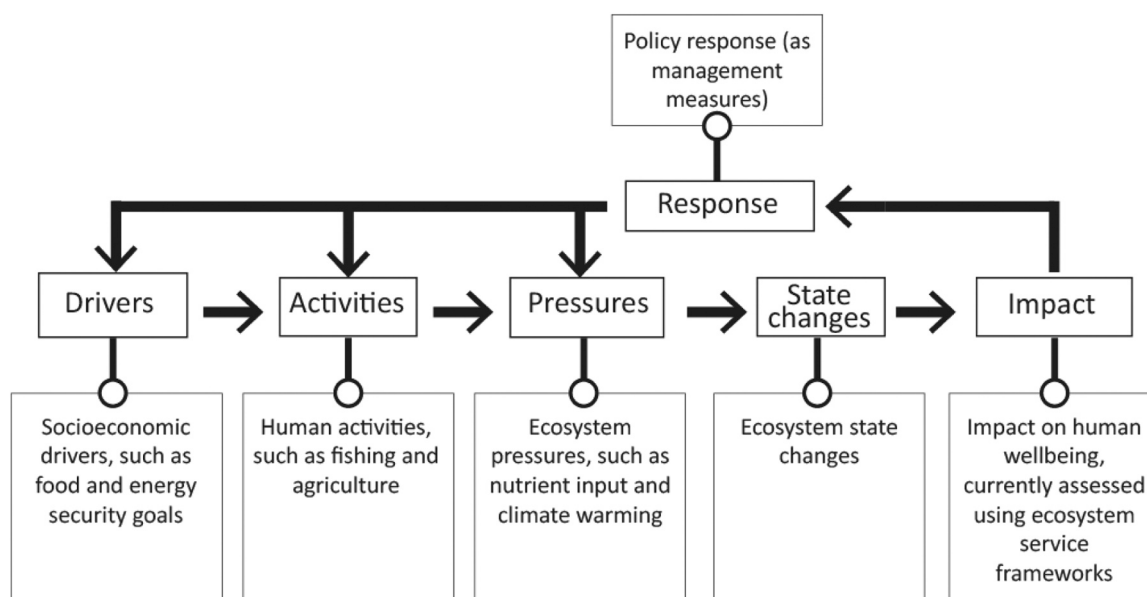 Policy response (as
management
measures)
Response
Drivers
Activities
Pressures
State
changes
Impact
Socioeconomic
drivers, such as
food and energy
security goals
Human activities,
such as fishing and
agriculture
Ecosystem
pressures, such as
nutrient input and
climate warming
Ecosystem state
changes
Impact on human
wellbeing,
currently assessed
using ecosystem
service
frameworks